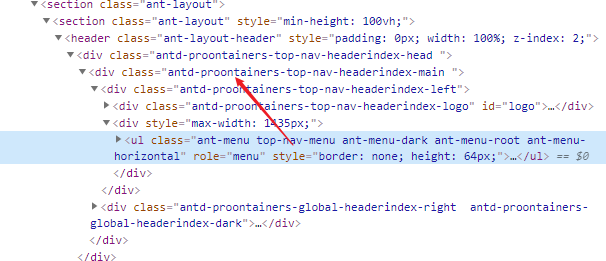 ▼<section class="ant-layout">
▼<section class="ant-layout" style="min-height: 100vh;">
▼<header class="ant-layout-header" style="padding: 0px; width: 100%; z-index: 2;">
▼<div class="antd-proontainers-top-nav-headerindex-head ">
▼<div class="antd-proontainers-top-nav-headerindex-main ">
▼<div class="antd-proontainers-top-nav-headerindex-left">
▶<div class="antd-proontainers-top-nav-headerindex-logo" id="logo">…</div>
▼<div style="max-width: 1435px;">
▶<ul class="ant-menu top-nav-menu ant-menu-dark ant-menu-root ant-menu-
horizontal" role="menu" style="border: none; height: 64px;">…</ul> == $0
</div>
</div>
▶<div class="antd-proontainers-global-headerindex-right  antd-proontainers-
global-headerindex-dark">…</div>
</div>
</div>